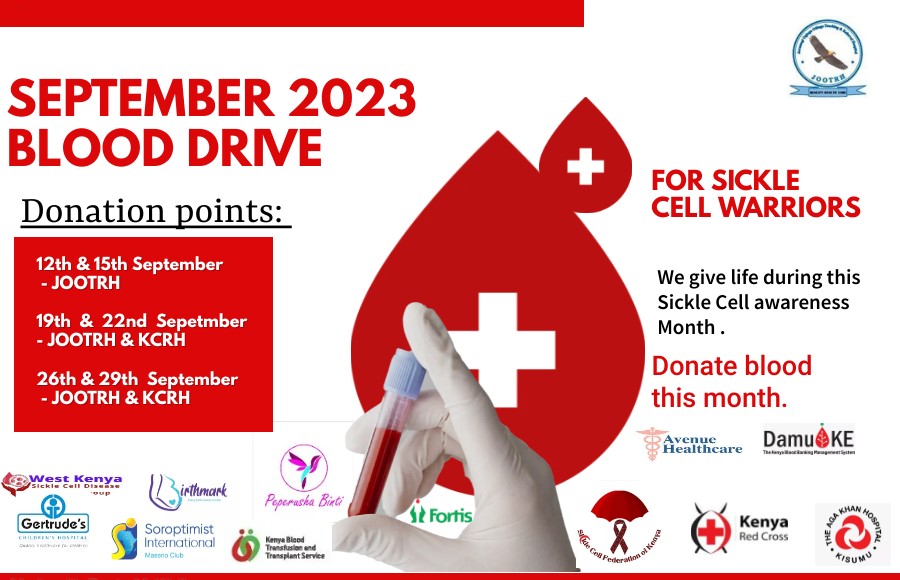 SEPTEMBER 2023
BLOOD DRIVE
Donation points:
12th & 15th September
- JOOTRH
19th & 22nd Sepetmber
- JOOTRH & KCRH
26th & 29th September
- JOOTRH & KCRH
JOOTRH
FOR SICKLE
CELL WARRIORS
We give life during this
Sickle Cell awareness
Month .
Donate blood
this month.
Avenue
Healthcare
Damu KE
The Kenya Blood Banking Management System
West Kenya
Sickle Cell Disease
oup
Birthmark
Peperusha Binti
Gertrude's
CHILDREN'S HOSPITAL
Soroptimist
International
Maseno Club
Kenya Blood
Transfusion and
Transplant Service
Fortis
Sickle Cell Federation of Kenya
Kenya
Red Cross
THE AGA KHAN HOSPITAL
KISUMU